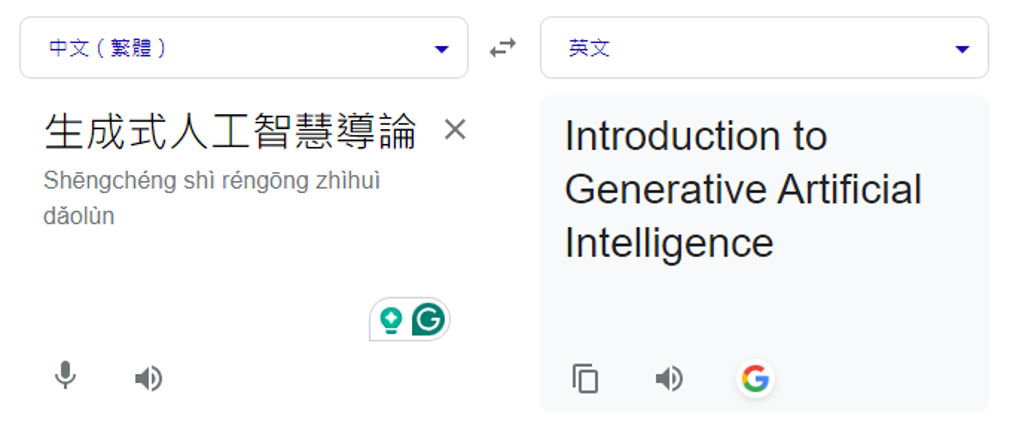 中文（繁體）
英文
生成式人工智慧導論
Shēngchéng shì réngōng zhìhuì
dǎolùn
Introduction to
Generative Artificial
Intelligence